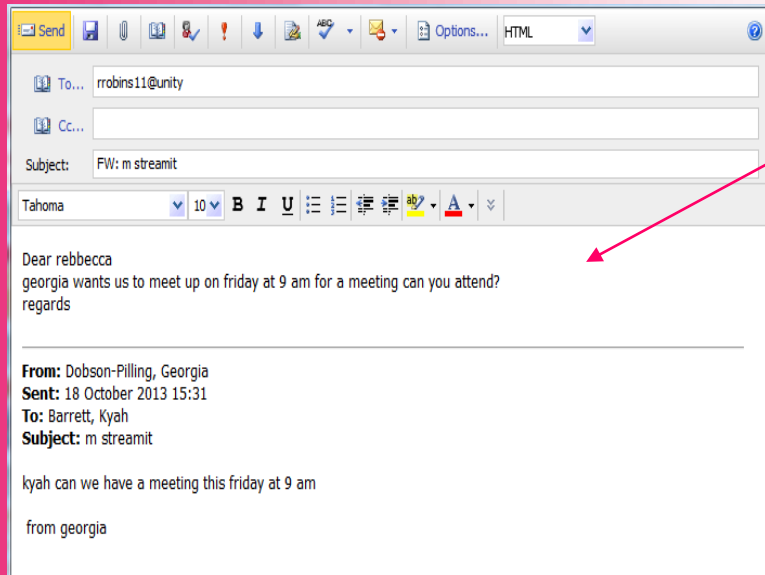 Send ABC Options... HTML
To... rrobins11@unity
Cc...
Subject: FW: m streamit
Tahoma 10 B I U ab A
Dear rebbecca
georgia wants us to meet up on friday at 9 am for a meeting can you attend?
regards
From: Dobson-Pilling, Georgia
Sent: 18 October 2013 15:31
To: Barrett, Kyah
Subject: m streamit
kyah can we have a meeting this friday at 9 am
from georgia